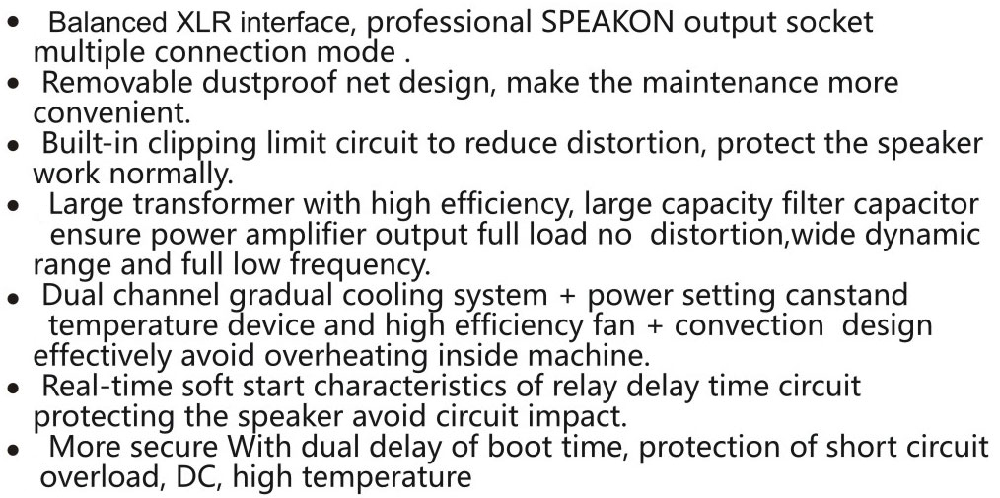 • Balanced XLR interface, professional SPEAKON output socket
multiple connection mode .
• Removable dustproof net design, make the maintenance more
convenient.
• Built-in clipping limit circuit to reduce distortion, protect the speaker
work normally.
• Large transformer with high efficiency, large capacity filter capacitor
ensure power amplifier output full load no distortion,wide dynamic
range and full low frequency.
• Dual channel gradual cooling system + power setting canstand
temperature device and high efficiency fan + convection design
effectively avoid overheating inside machine.
• Real-time soft start characteristics of relay delay time circuit
protecting the speaker avoid circuit impact.
• More secure With dual delay of boot time, protection of short circuit
overload, DC, high temperature